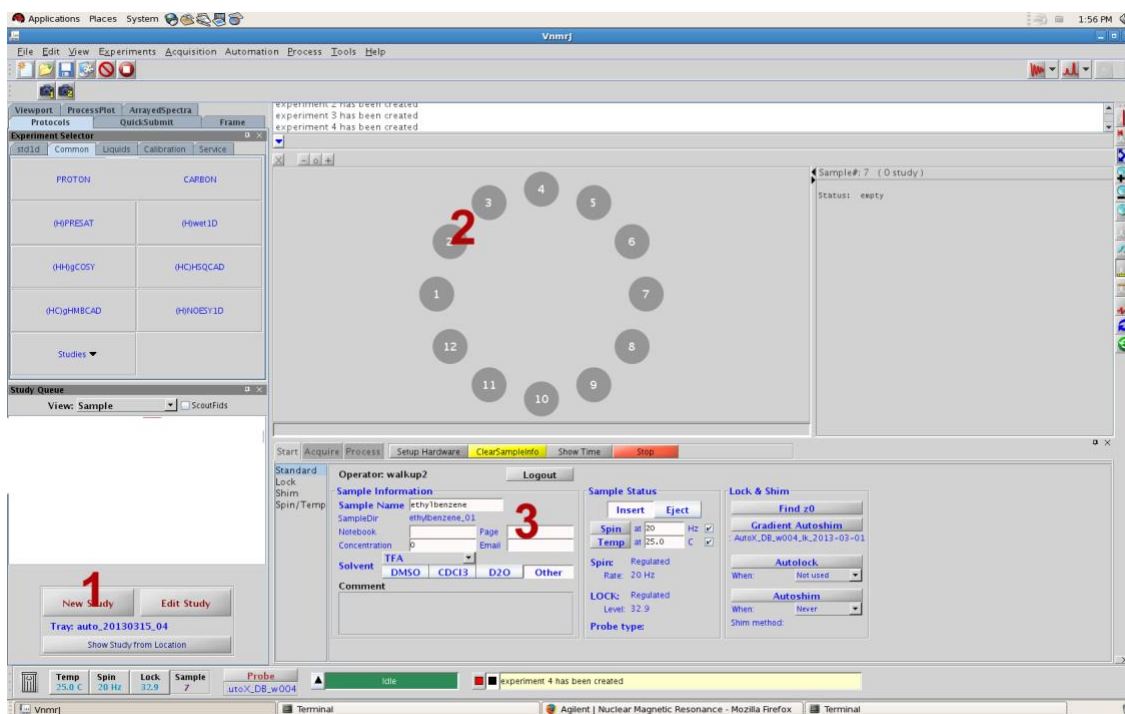 Applications Places System 1:56 PM
VnmrJ
File Edit View Experiments Acquisition Automation Process Tools Help
Viewport ProcessPlot ArrayedSpectra
Protocols QuickSubmit Frame
Experiment Selector
std1d Common Liquids Calibration Service
PROTON CARBON
(H)PRESAT (H)wet1D
(HH)gCOSY (HC)HSQCAD
(HC)gHMBCAD (H)NOESY1D
Studies
Study Queue
View: Sample ScoutFids
1
New Study Edit Study
Tray: auto_20130315_04
Show Study from Location
experiment 2 has been created
experiment 3 has been created
experiment 4 has been created
X - o +
4
3 5
2 2 6
1 7
12 8
11 9
10
Sample#: 7 ( 0 study )
Status: empty
Start Acquire Process Setup Hardware ClearSampleInfo Show Time Stop
Standard
Lock
Shim
Spin/Temp
Operator: walkup2 Logout
Sample Information
Sample Name ethylbenzene
SampleDir ethylbenzene_01
Notebook Page
Concentration 0 Email
3
Solvent TFA
DMSO CDCl3 D2O Other
Comment
Sample Status
Insert Eject
Spin at 20 Hz
Temp at 25.0 C
Spin: Regulated
Rate: 20 Hz
LOCK: Regulated
Level: 32.9
Probe type:
Lock & Shim
Find z0
Gradient Autoshim
: AutoX_DB_w004_lk_2013-03-01
Autolock
When: Not used
Autoshim
When: Never
Shim method:
Temp Spin Lock Sample Probe
25.0 C 20 Hz 32.9 7 .utoX_DB_w004
Idle
experiment 4 has been created
VnmrJ Terminal Agilent | Nuclear Magnetic Resonance - Mozilla Firefox Terminal